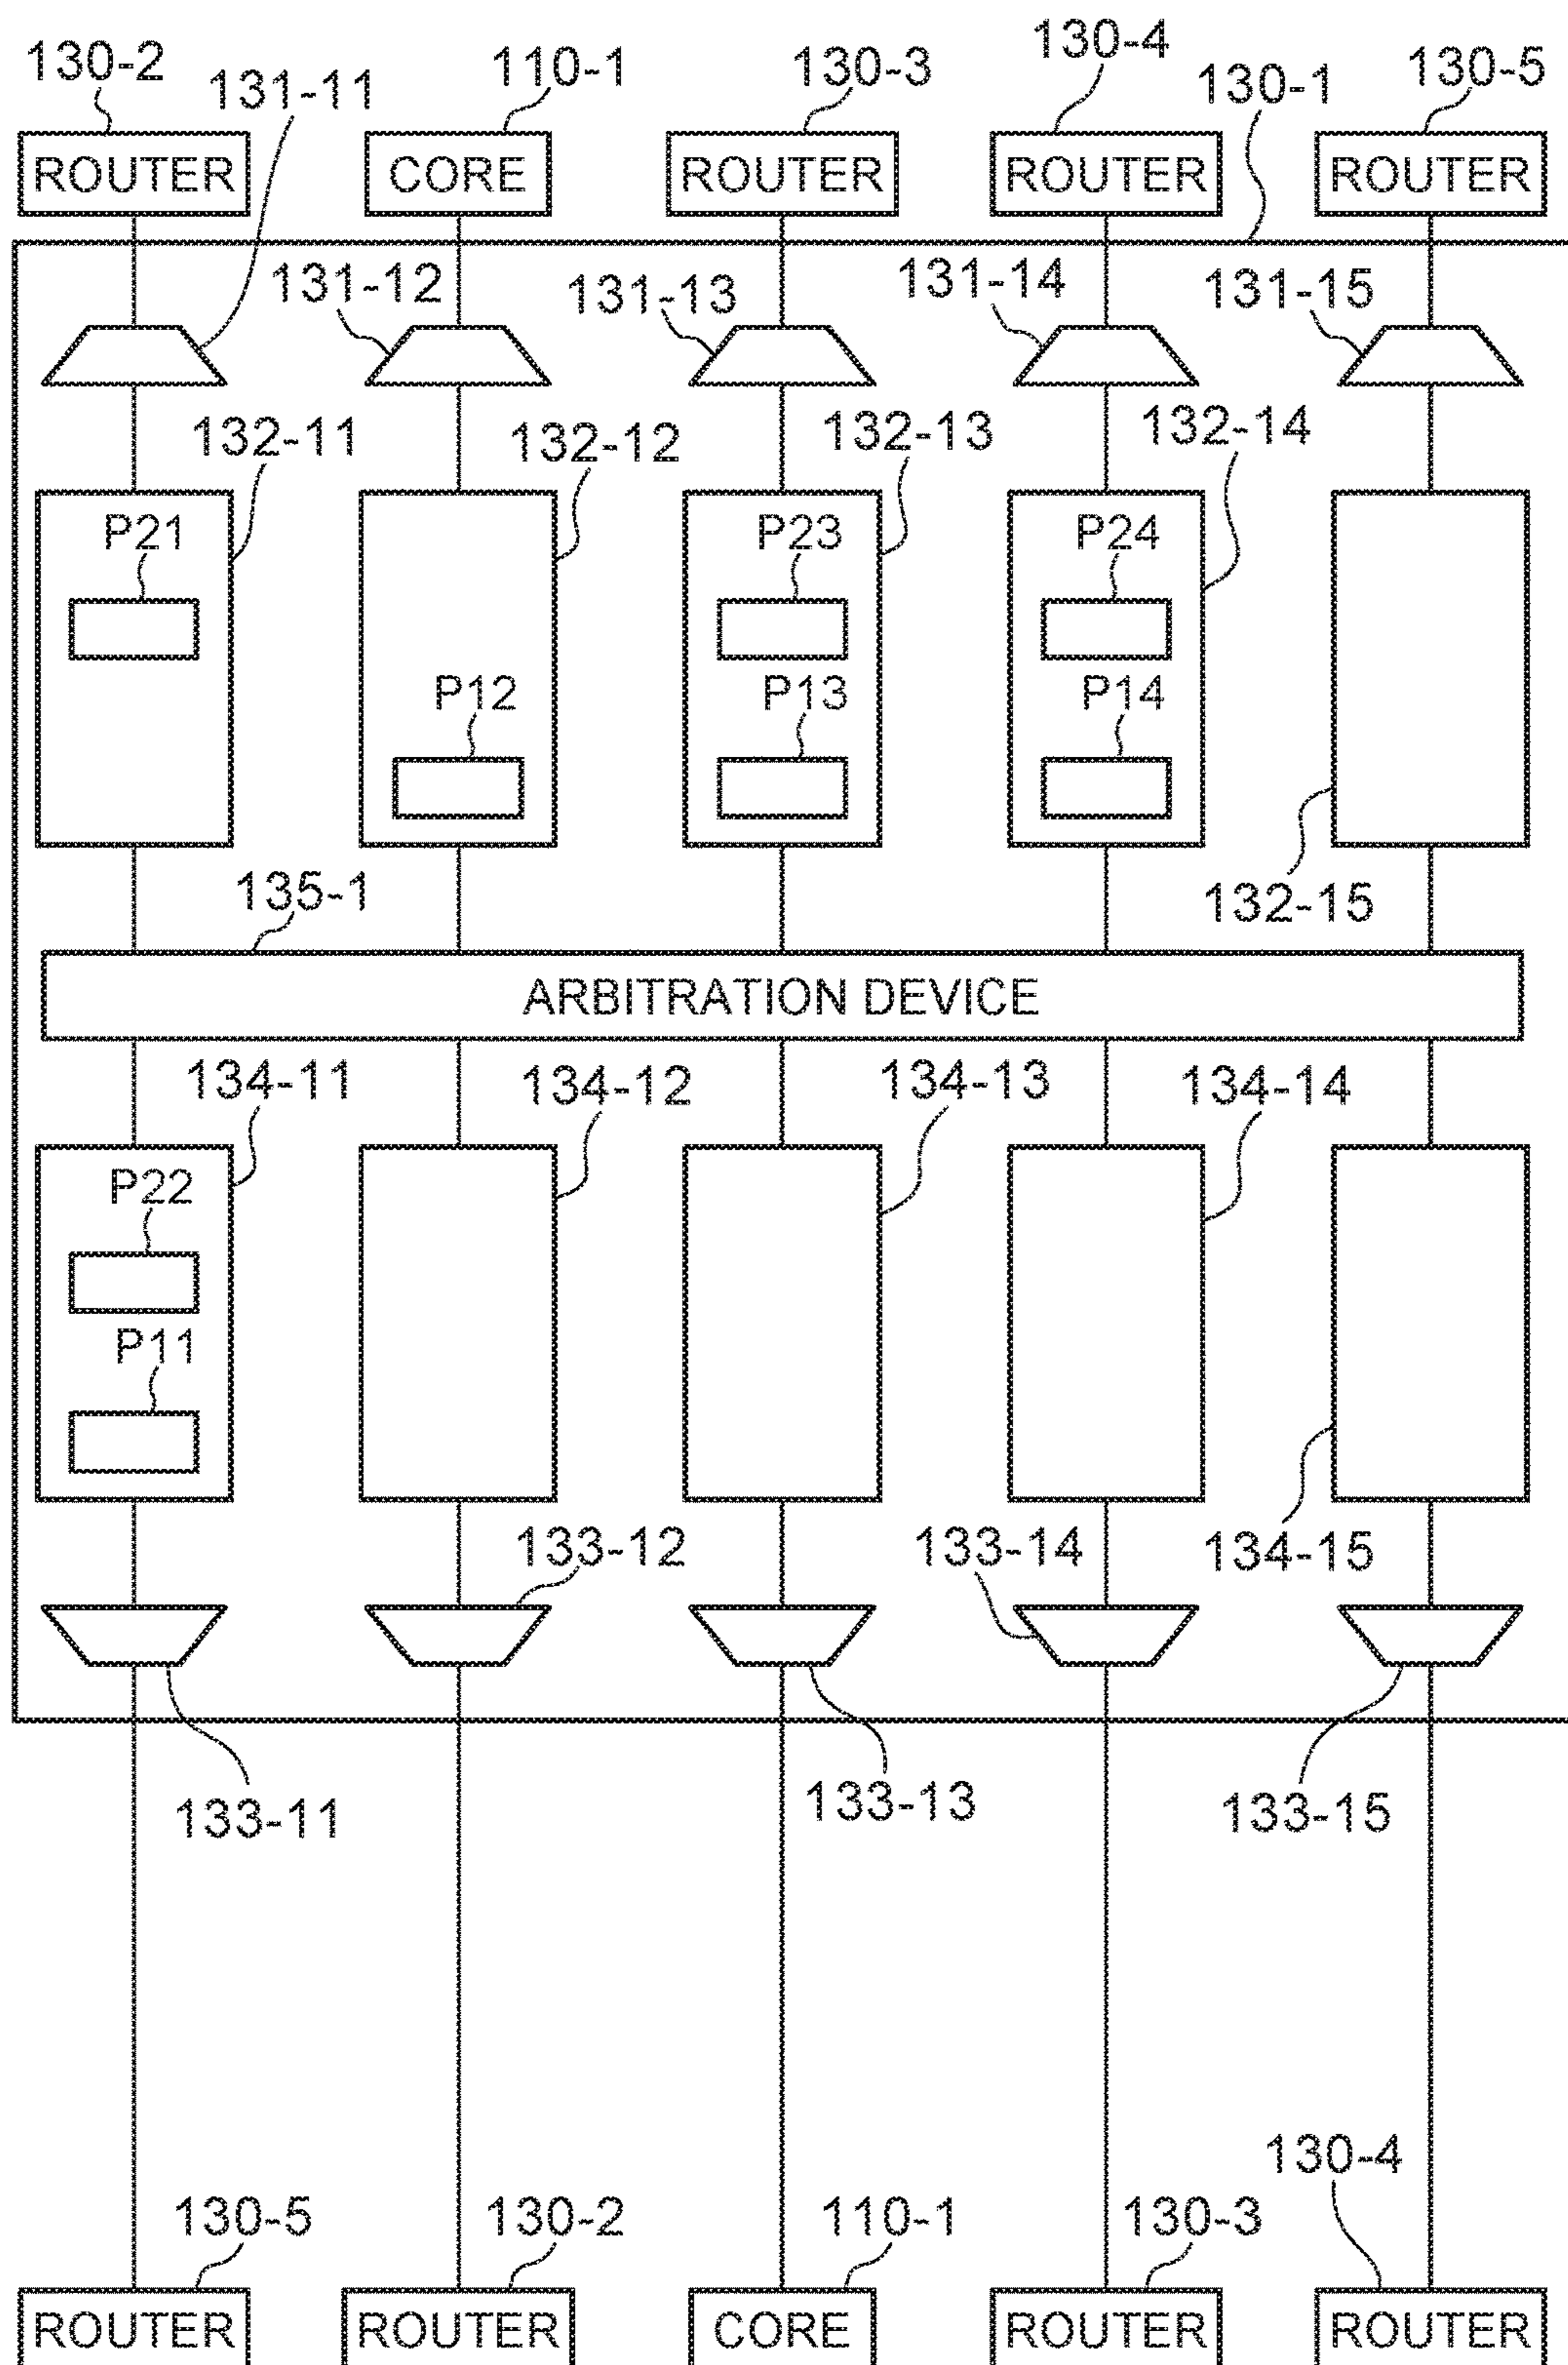 130-2
131-11
110-1
130-3
130-4
130-1
130-5
ROUTER
CORE
ROUTER
ROUTER
ROUTER
131-12
131-13
131-14
131-15
132-11
132-12
132-13
132-14
P21
P23
P24
P12
P13
P14
135-1
132-15
ARBITRATION DEVICE
134-11
134-12
134-13
134-14
P22
P11
133-12
133-14
134-15
133-11
133-13
133-15
130-4
130-5
130-2
110-1
130-3
ROUTER
ROUTER
CORE
ROUTER
ROUTER